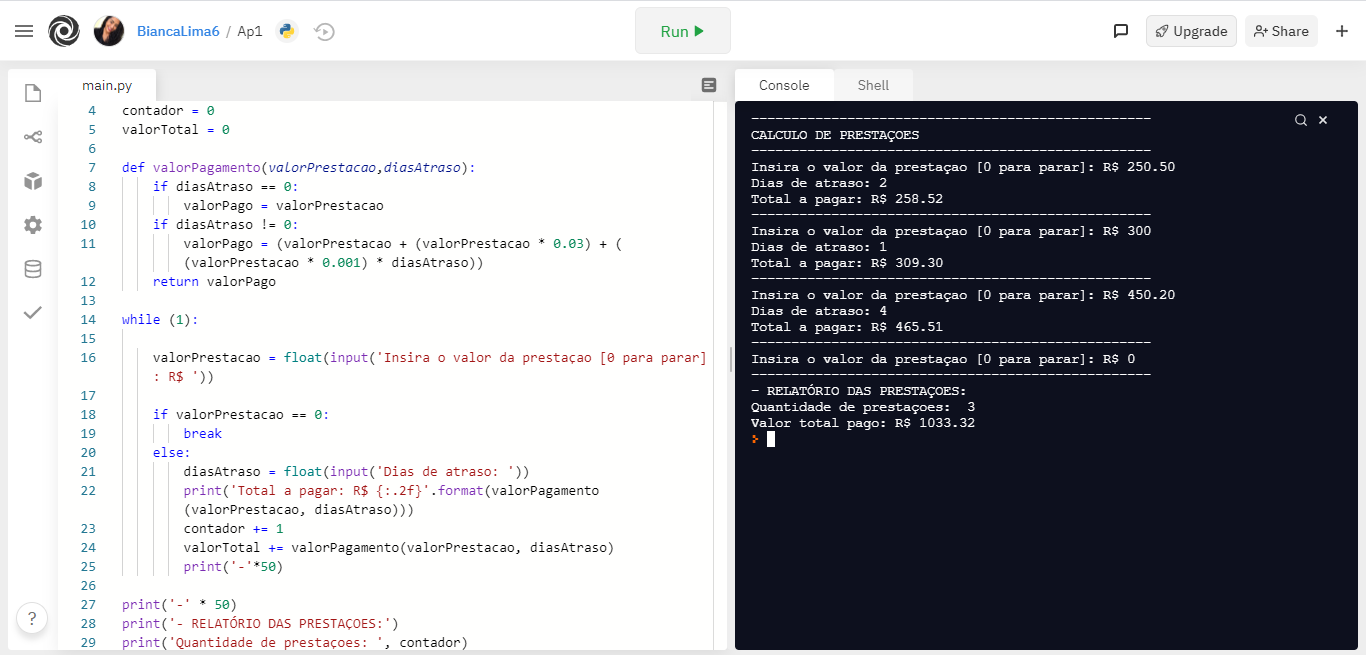 BiancaLima6 / Ap1
Run
Upgrade
Share
main.py
4 contador = 0
5 valorTotal = 0
6
7 def valorPagamento(valorPrestacao,diasAtraso):
8 if diasAtraso == 0:
9 valorPago = valorPrestacao
10 if diasAtraso != 0:
11 valorPago = (valorPrestacao + (valorPrestacao * 0.03) + (
(valorPrestacao * 0.001) * diasAtraso))
12 return valorPago
13
14 while (1):
15
16 valorPrestacao = float(input('Insira o valor da prestaçao [0 para parar]
: R$ '))
17
18 if valorPrestacao == 0:
19 break
20 else:
21 diasAtraso = float(input('Dias de atraso: '))
22 print('Total a pagar: R$ {:.2f}'.format(valorPagamento
(valorPrestacao, diasAtraso)))
23 contador += 1
24 valorTotal += valorPagamento(valorPrestacao, diasAtraso)
25 print('-'*50)
26
27 print('-' * 50)
28 print('- RELATÓRIO DAS PRESTAÇOES:')
29 print('Quantidade de prestaçoes: ', contador)
?
Console
Shell
--------------------------------------------------
CALCULO DE PRESTAÇOES
--------------------------------------------------
Insira o valor da prestaçao [0 para parar]: R$ 250.50
Dias de atraso: 2
Total a pagar: R$ 258.52
--------------------------------------------------
Insira o valor da prestaçao [0 para parar]: R$ 300
Dias de atraso: 1
Total a pagar: R$ 309.30
--------------------------------------------------
Insira o valor da prestaçao [0 para parar]: R$ 450.20
Dias de atraso: 4
Total a pagar: R$ 465.51
--------------------------------------------------
Insira o valor da prestaçao [0 para parar]: R$ 0
--------------------------------------------------
- RELATÓRIO DAS PRESTAÇOES:
Quantidade de prestaçoes:  3
Valor total pago: R$ 1033.32